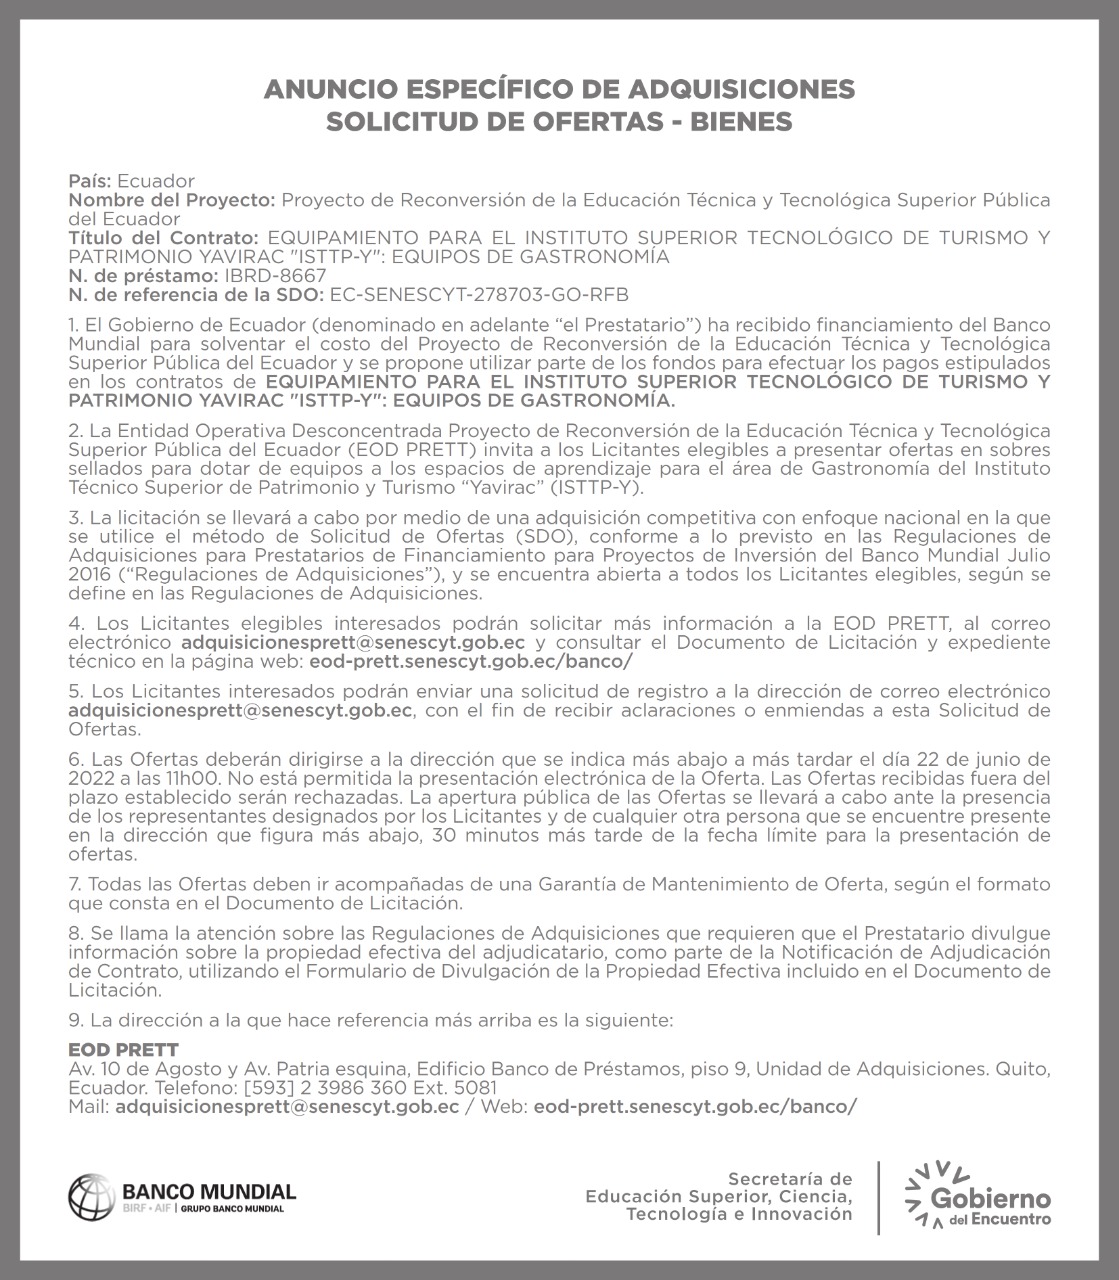 ANUNCIO ESPECÍFICO DE ADQUISICIONES
SOLICITUD DE OFERTAS - BIENES
País: Ecuador
Nombre del Proyecto: Proyecto de Reconversión de la Educación Técnica y Tecnológica Superior Pública
del Ecuador
Título del Contrato: EQUIPAMIENTO PARA EL INSTITUTO SUPERIOR TECNOLÓGICO DE TURISMO Y
PATRIMONIO YAVIRAC "ISTTP-Y": EQUIPOS DE GASTRONOMÍA
N. de préstamo: IBRD-8667
N. de referencia de la SDO: EC-SENESCYT-278703-GO-RFB
1. El Gobierno de Ecuador (denominado en adelante “el Prestatario”) ha recibido financiamiento del Banco
Mundial para solventar el costo del Proyecto de Reconversión de la Educación Técnica y Tecnológica
Superior Pública del Ecuador y se propone utilizar parte de los fondos para efectuar los pagos estipulados
en los contratos de EQUIPAMIENTO PARA EL INSTITUTO SUPERIOR TECNOLÓGICO DE TURISMO Y
PATRIMONIO YAVIRAC "ISTTP-Y": EQUIPOS DE GASTRONOMÍA.
2. La Entidad Operativa Desconcentrada Proyecto de Reconversión de la Educación Técnica y Tecnológica
Superior Pública del Ecuador (EOD PRETT) invita a los Licitantes elegibles a presentar ofertas en sobres
sellados para dotar de equipos a los espacios de aprendizaje para el área de Gastronomía del Instituto
Técnico Superior de Patrimonio y Turismo “Yavirac” (ISTTP-Y).
3. La licitación se llevará a cabo por medio de una adquisición competitiva con enfoque nacional en la que
se utilice el método de Solicitud de Ofertas (SDO), conforme a lo previsto en las Regulaciones de
Adquisiciones para Prestatarios de Financiamiento para Proyectos de Inversión del Banco Mundial Julio
2016 (“Regulaciones de Adquisiciones”), y se encuentra abierta a todos los Licitantes elegibles, según se
define en las Regulaciones de Adquisiciones.
4. Los Licitantes elegibles interesados podrán solicitar más información a la EOD PRETT, al correo
electrónico adquisicionesprett@senescyt.gob.ec y consultar el Documento de Licitación y expediente
técnico en la página web: eod-prett.senescyt.gob.ec/banco/
5. Los Licitantes interesados podrán enviar una solicitud de registro a la dirección de correo electrónico
adquisicionesprett@senescyt.gob.ec, con el fin de recibir aclaraciones o enmiendas a esta Solicitud de
Ofertas.
6. Las Ofertas deberán dirigirse a la dirección que se indica más abajo a más tardar el día 22 de junio de
2022 a las 11h00. No está permitida la presentación electrónica de la Oferta. Las Ofertas recibidas fuera del
plazo establecido serán rechazadas. La apertura pública de las Ofertas se llevará a cabo ante la presencia
de los representantes designados por los Licitantes y de cualquier otra persona que se encuentre presente
en la dirección que figura más abajo, 30 minutos más tarde de la fecha límite para la presentación de
ofertas.
7. Todas las Ofertas deben ir acompañadas de una Garantía de Mantenimiento de Oferta, según el formato
que consta en el Documento de Licitación.
8. Se llama la atención sobre las Regulaciones de Adquisiciones que requieren que el Prestatario divulgue
información sobre la propiedad efectiva del adjudicatario, como parte de la Notificación de Adjudicación
de Contrato, utilizando el Formulario de Divulgación de la Propiedad Efectiva incluido en el Documento de
Licitación.
9. La dirección a la que hace referencia más arriba es la siguiente:
EOD PRETT
Av. 10 de Agosto y Av. Patria esquina, Edificio Banco de Préstamos, piso 9, Unidad de Adquisiciones. Quito,
Ecuador. Telefono: [593] 2 3986 360 Ext. 5081
Mail: adquisicionesprett@senescyt.gob.ec / Web: eod-prett.senescyt.gob.ec/banco/
BANCO MUNDIAL
BIRF • AIF | GRUPO BANCO MUNDIAL
Secretaría de
Educación Superior, Ciencia,
Tecnología e Innovación
Gobierno
del Encuentro